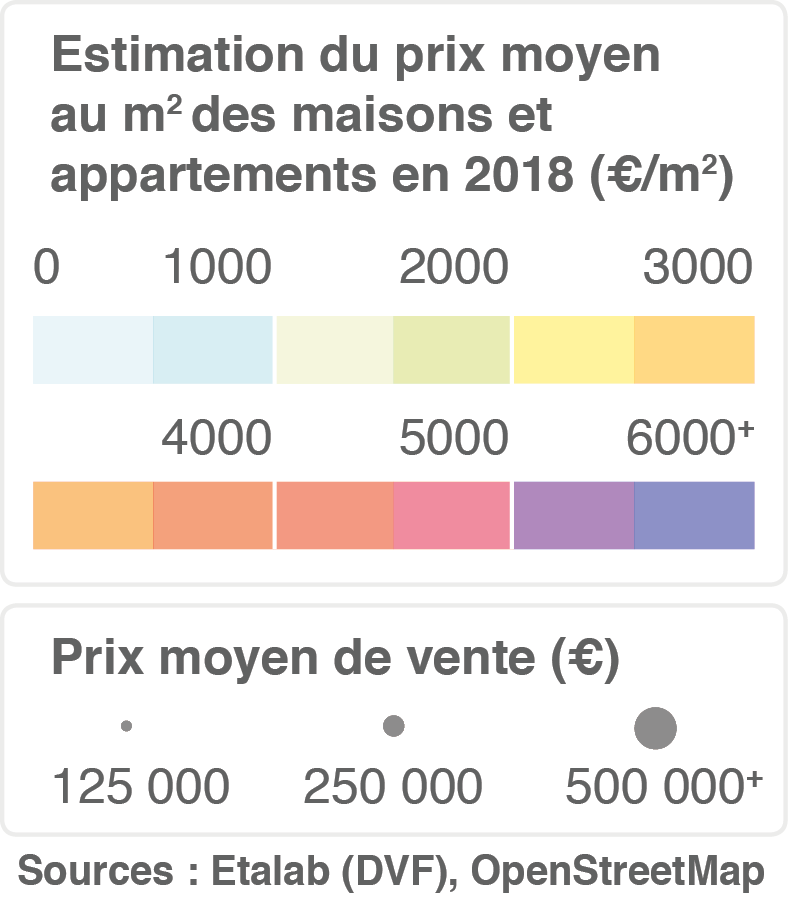 Estimation du prix moyen
au m² des maisons et
appartements en 2018 (€/m²)
0 1000 2000 3000
4000 5000 6000⁺
Prix moyen de vente (€)
125 000 250 000 500 000⁺
Sources : Etalab (DVF), OpenStreetMap